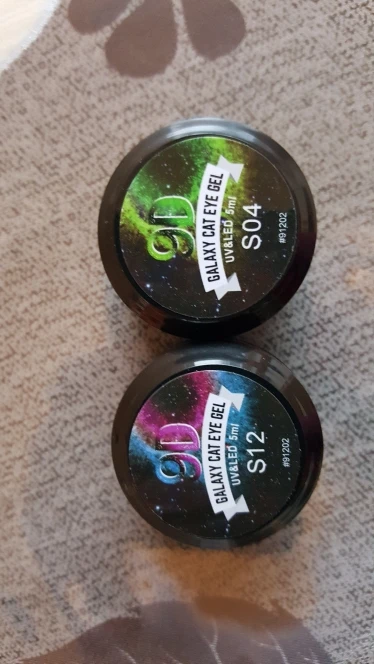 9D
GALAXY CAT EYE GEL
UV&LED 5ml
S04
#91202
9D
GALAXY CAT EYE GEL
UV&LED 5ml
S12
#91202